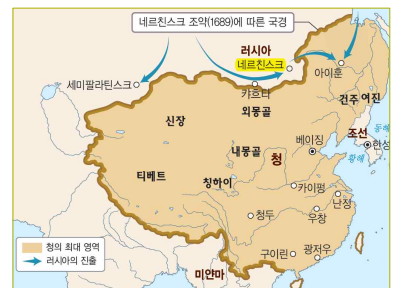 네르친스크 조약(1689)에 따른 국경
러시아
네르친스크
아이훈
세미팔라틴스크
캬흐타
외몽골
건주 여진
신장
동해
베이징
조선
한성
내몽골
청
황해
티베트
칭하이
카이펑
난징
청두
우창
구이린
광저우
청의 최대 영역
러시아의 진출
미얀마